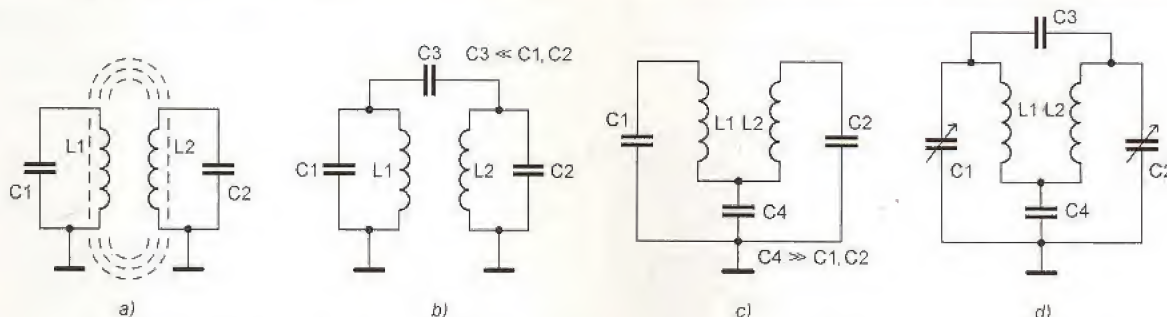 C1
L1
L2
C2
a)
C3
C3 ≪ C1, C2
C1
L1
L2
C2
b)
C1
L1 L2
C2
C4
C4 ≫ C1, C2
c)
C3
C1
L1 L2
C2
C4
d)